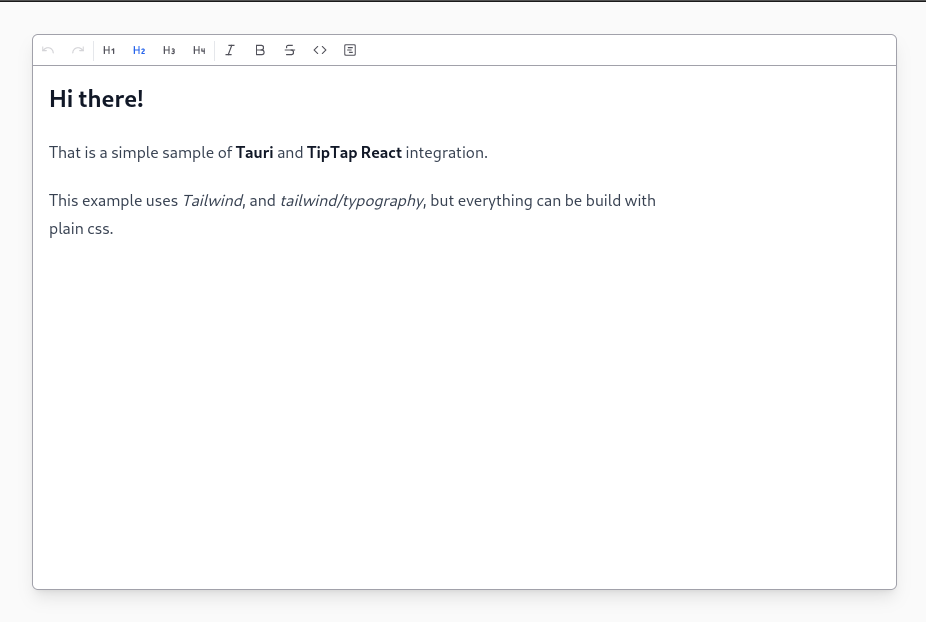 H1 H2 H3 H4
Hi there!
That is a simple sample of Tauri and TipTap React integration.
This example uses Tailwind, and tailwind/typography, but everything can be build with
plain css.